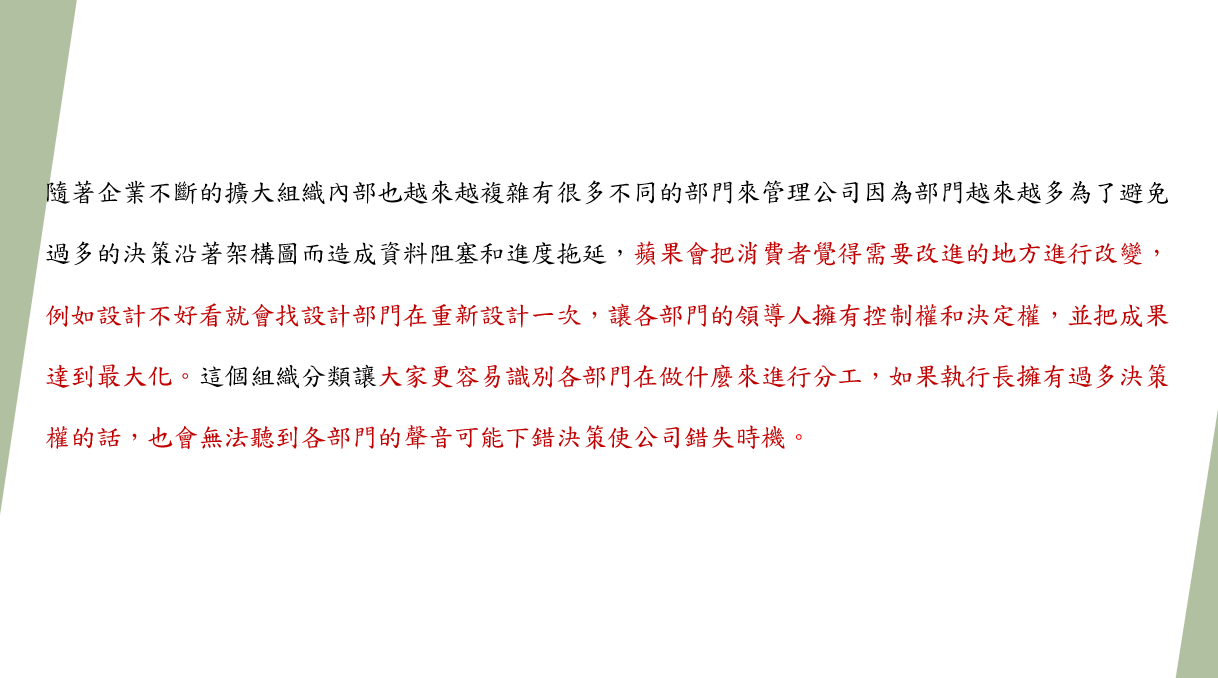 隨著企業不斷的擴大組織內部也越來越複雜有很多不同的部門來管理公司因為部門越來越多為了避免
過多的決策沿著架構圖而造成資料阻塞和進度拖延，蘋果會把消費者覺得需要改進的地方進行改變，
例如設計不好看就會找設計部門在重新設計一次，讓各部門的領導人擁有控制權和決定權，並把成果
達到最大化。這個組織分類讓大家更容易識別各部門在做什麼來進行分工，如果執行長擁有過多決策
權的話，也會無法聽到各部門的聲音可能下錯決策使公司錯失時機。